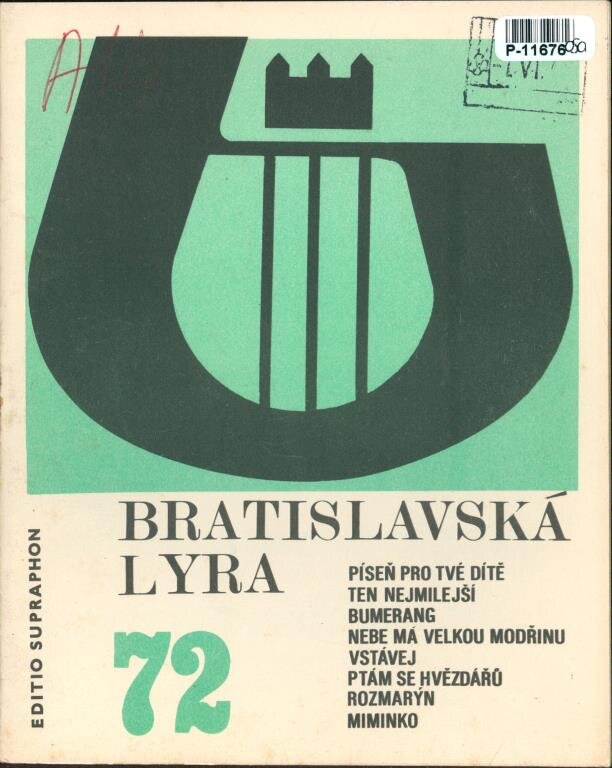 P-11676
BRATISLAVSKÁ
LYRA
72
PÍSEŇ PRO TVÉ DÍTĚ
TEN NEJMILEJŠÍ
BUMERANG
NEBE MÁ VELKOU MODŘINU
VSTÁVEJ
PTÁM SE HVĚZDÁŘŮ
ROZMARÝN
MIMINKO
EDITIO SUPRAPHON